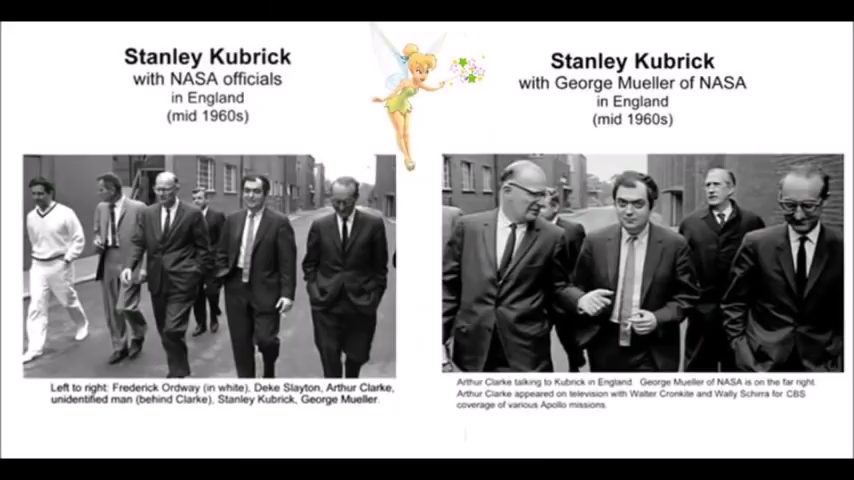 Stanley Kubrick
with NASA officials
in England
(mid 1960s)
Left to right: Frederick Ordway (in white), Deke Slayton, Arthur Clarke,
unidentified man (behind Clarke), Stanley Kubrick, George Mueller.
Stanley Kubrick
with George Mueller of NASA
in England
(mid 1960s)
Arthur Clarke talking to Kubrick in England. George Mueller of NASA is on the far right.
Arthur Clarke appeared on television with Walter Cronkite and Wally Schirra for CBS
coverage of various Apollo missions.